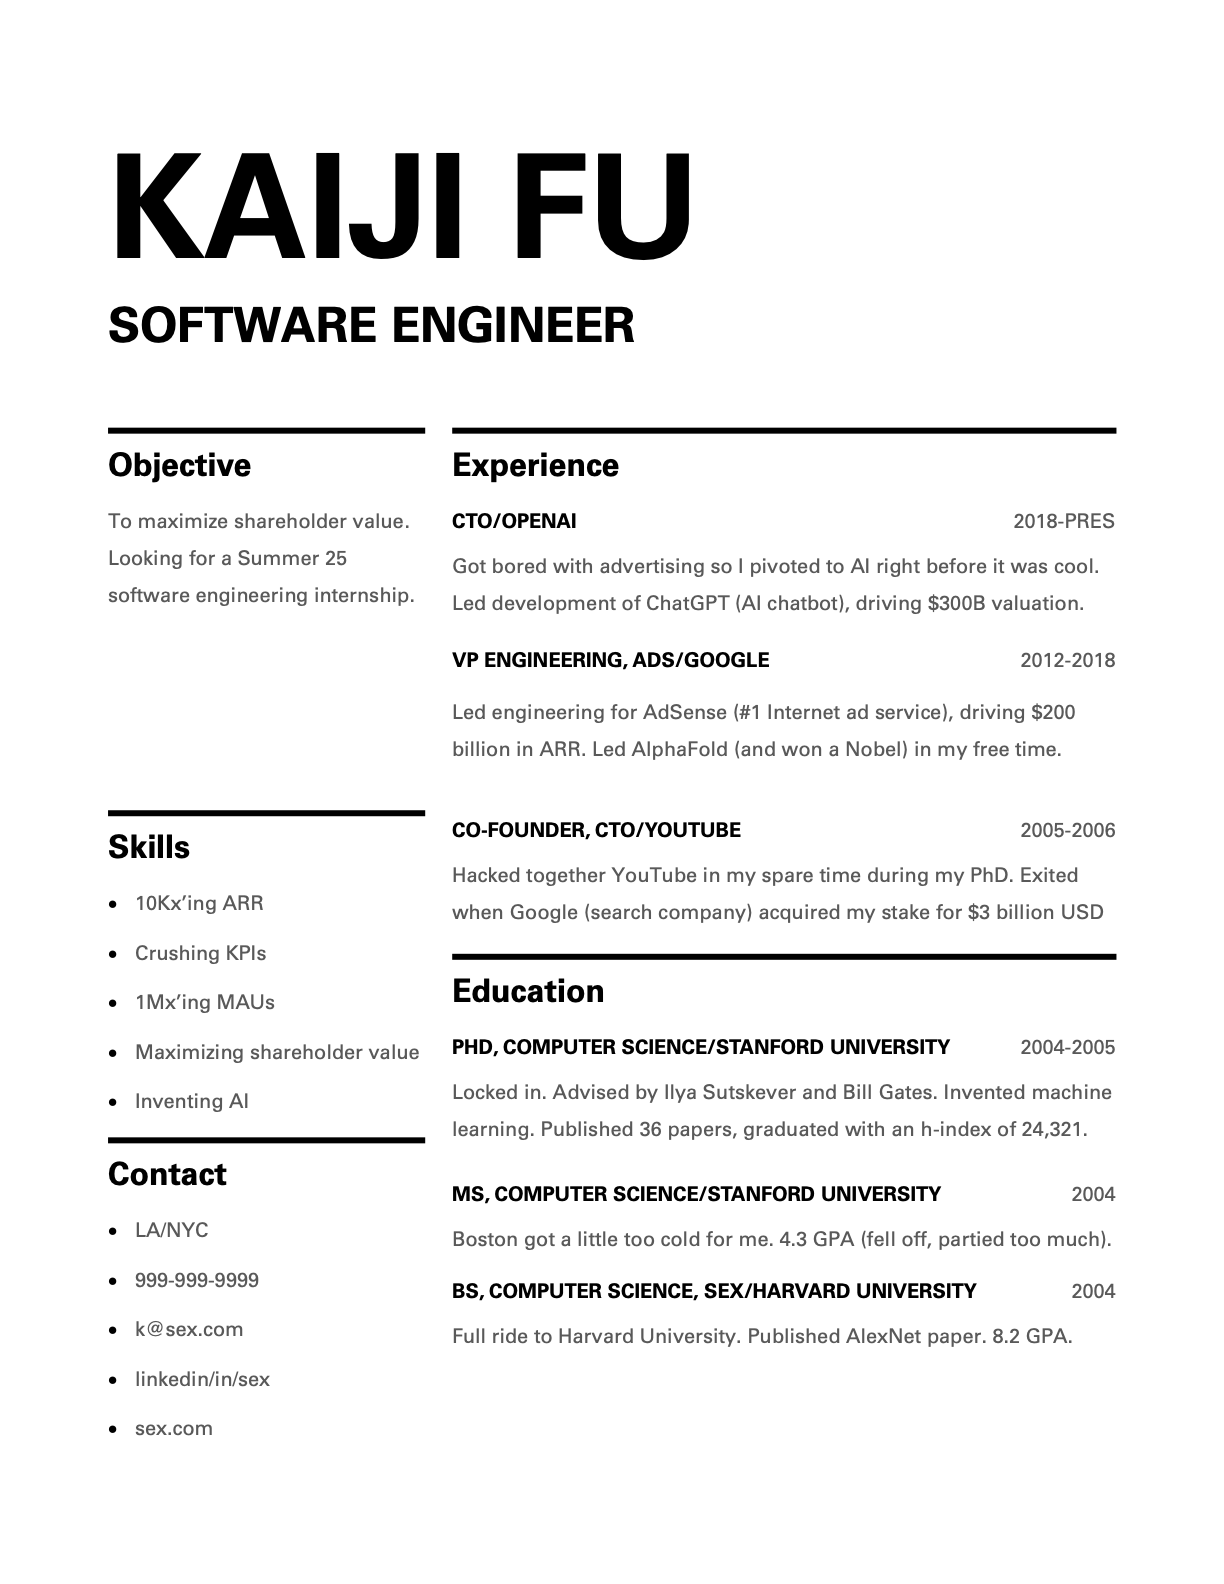 KAIJI FU
SOFTWARE ENGINEER
Objective
To maximize shareholder value.
Looking for a Summer 25
software engineering internship.
Skills
• 10Kx’ing ARR
• Crushing KPIs
• 1Mx’ing MAUs
• Maximizing shareholder value
• Inventing AI
Contact
• LA/NYC
• 999-999-9999
• k@sex.com
• linkedin/in/sex
• sex.com
Experience
CTO/OPENAI 2018-PRES
Got bored with advertising so I pivoted to AI right before it was cool.
Led development of ChatGPT (AI chatbot), driving $300B valuation.
VP ENGINEERING, ADS/GOOGLE 2012-2018
Led engineering for AdSense (#1 Internet ad service), driving $200
billion in ARR. Led AlphaFold (and won a Nobel) in my free time.
CO-FOUNDER, CTO/YOUTUBE 2005-2006
Hacked together YouTube in my spare time during my PhD. Exited
when Google (search company) acquired my stake for $3 billion USD
Education
PHD, COMPUTER SCIENCE/STANFORD UNIVERSITY 2004-2005
Locked in. Advised by Ilya Sutskever and Bill Gates. Invented machine
learning. Published 36 papers, graduated with an h-index of 24,321.
MS, COMPUTER SCIENCE/STANFORD UNIVERSITY 2004
Boston got a little too cold for me. 4.3 GPA (fell off, partied too much).
BS, COMPUTER SCIENCE, SEX/HARVARD UNIVERSITY 2004
Full ride to Harvard University. Published AlexNet paper. 8.2 GPA.